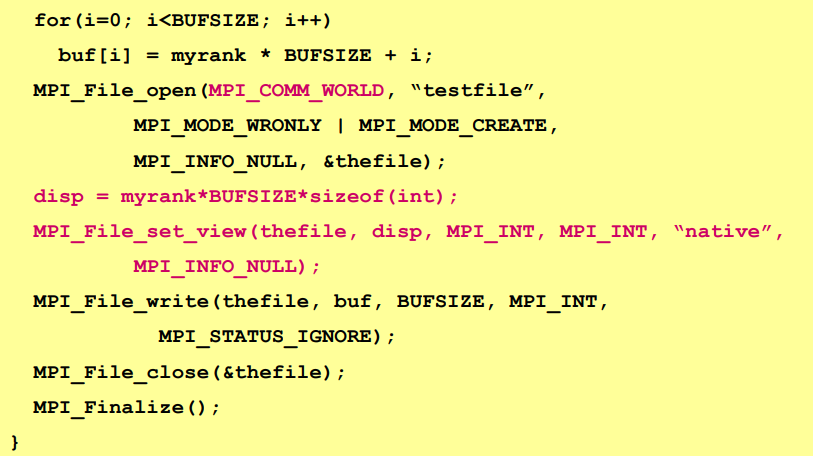 for(i=0; i<BUFSIZE; i++)
buf[i] = myrank * BUFSIZE + i;
MPI_File_open(MPI_COMM_WORLD, “testfile”,
MPI_MODE_WRONLY | MPI_MODE_CREATE,
MPI_INFO_NULL, &thefile);
disp = myrank*BUFSIZE*sizeof(int);
MPI_File_set_view(thefile, disp, MPI_INT, MPI_INT, “native”,
MPI_INFO_NULL);
MPI_File_write(thefile, buf, BUFSIZE, MPI_INT,
MPI_STATUS_IGNORE);
MPI_File_close(&thefile);
MPI_Finalize();
}